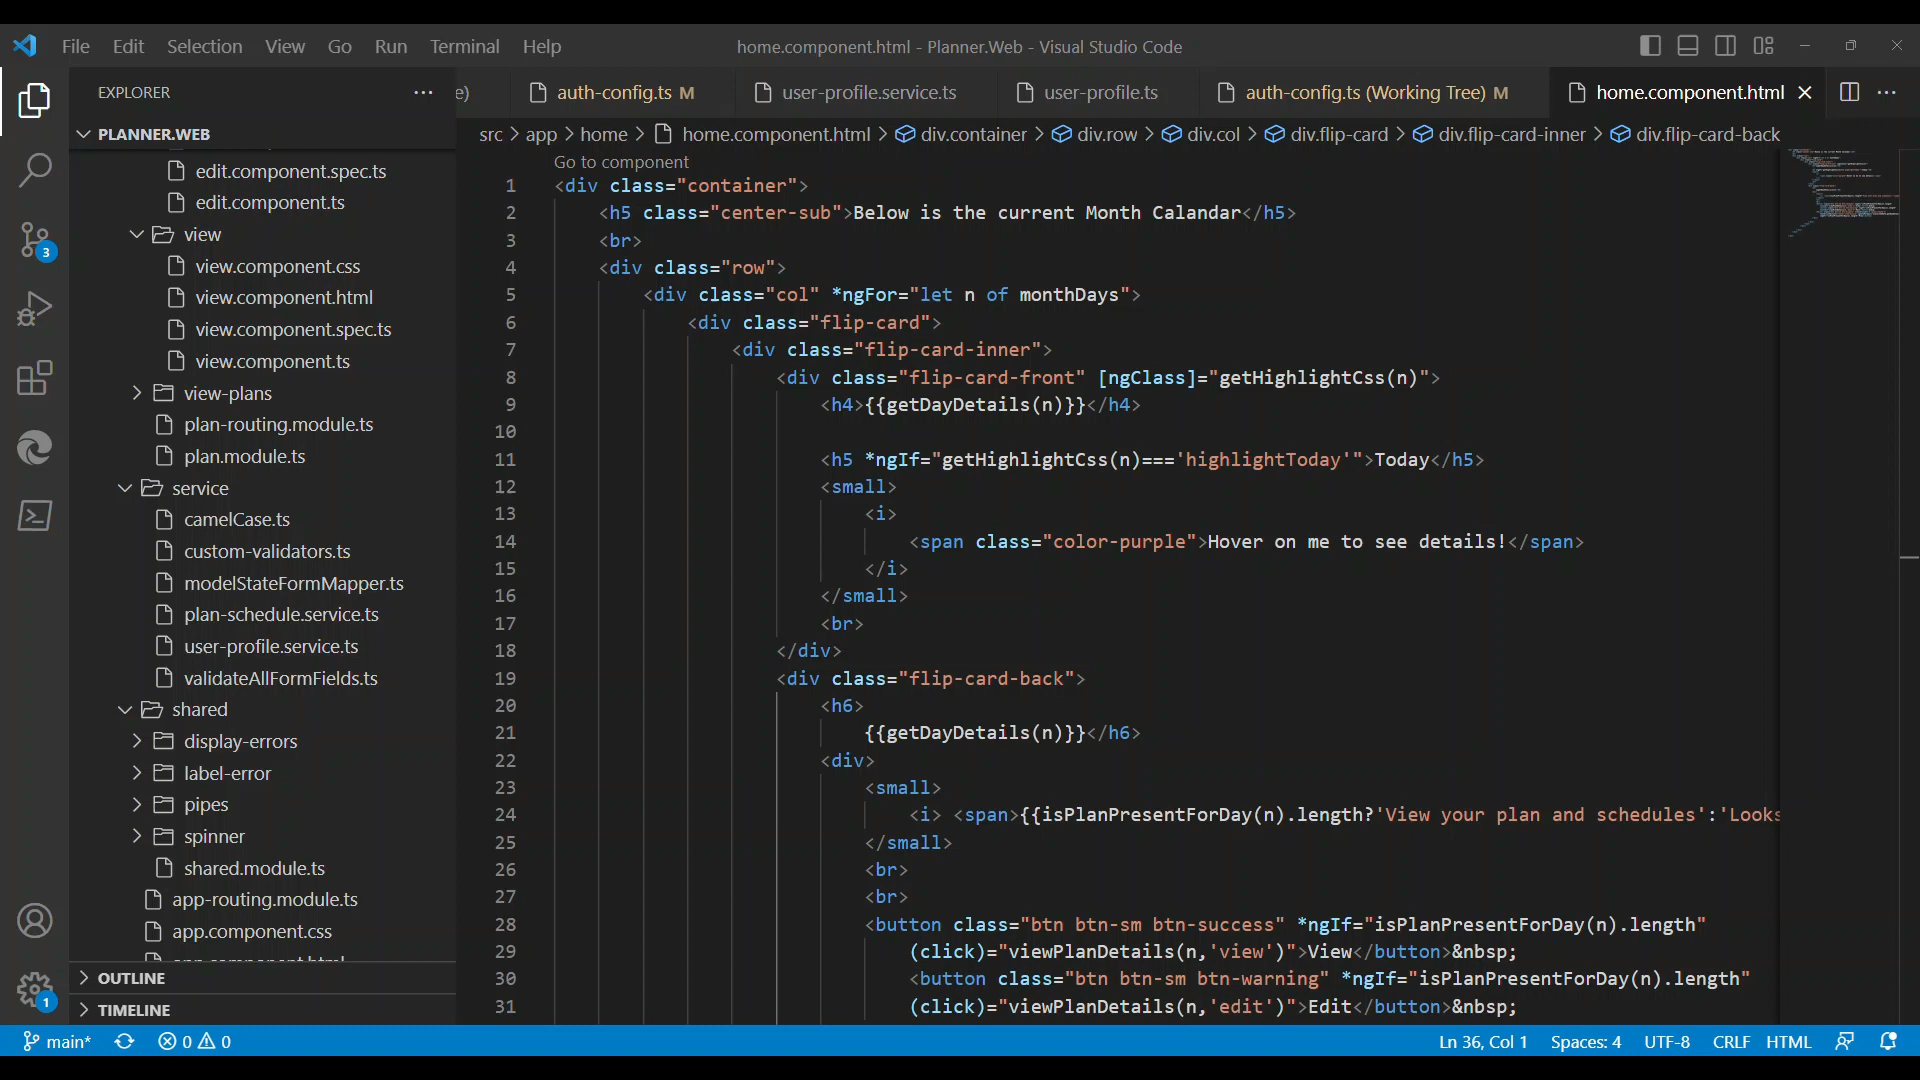 File Edit Selection View Go Run Terminal Help
home.component.html - Planner.Web - Visual Studio Code
EXPLORER
e) auth-config.ts M user-profile.service.ts user-profile.ts auth-config.ts (Working Tree) M home.component.html
PLANNER.WEB
edit.component.spec.ts
edit.component.ts
view
view.component.css
view.component.html
view.component.spec.ts
view.component.ts
view-plans
plan-routing.module.ts
plan.module.ts
service
camelCase.ts
custom-validators.ts
modelStateFormMapper.ts
plan-schedule.service.ts
user-profile.service.ts
validateAllFormFields.ts
shared
display-errors
label-error
pipes
spinner
shared.module.ts
app-routing.module.ts
app.component.css
app.component.html
OUTLINE
TIMELINE
3
1
src > app > home > home.component.html > div.container > div.row > div.col > div.flip-card > div.flip-card-inner > div.flip-card-back
Go to component
1 <div class="container">
2 <h5 class="center-sub">Below is the current Month Calandar</h5>
3 <br>
4 <div class="row">
5 <div class="col" *ngFor="let n of monthDays">
6 <div class="flip-card">
7 <div class="flip-card-inner">
8 <div class="flip-card-front" [ngClass]="getHighlightCss(n)">
9 <h4>{{getDayDetails(n)}}</h4>
10
11 <h5 *ngIf="getHighlightCss(n)==='highlightToday'">Today</h5>
12 <small>
13 <i>
14 <span class="color-purple">Hover on me to see details!</span>
15 </i>
16 </small>
17 <br>
18 </div>
19 <div class="flip-card-back">
20 <h6>
21 {{getDayDetails(n)}}</h6>
22 <div>
23 <small>
24 <i> <span>{{isPlanPresentForDay(n).length?'View your plan and schedules':'Looks
25 </small>
26 <br>
27 <br>
28 <button class="btn btn-sm btn-success" *ngIf="isPlanPresentForDay(n).length"
29 (click)="viewPlanDetails(n,'view')">View</button>&nbsp;
30 <button class="btn btn-sm btn-warning" *ngIf="isPlanPresentForDay(n).length"
31 (click)="viewPlanDetails(n,'edit')">Edit</button>&nbsp;
main* 0 0 Ln 36, Col 1 Spaces: 4 UTF-8 CRLF HTML